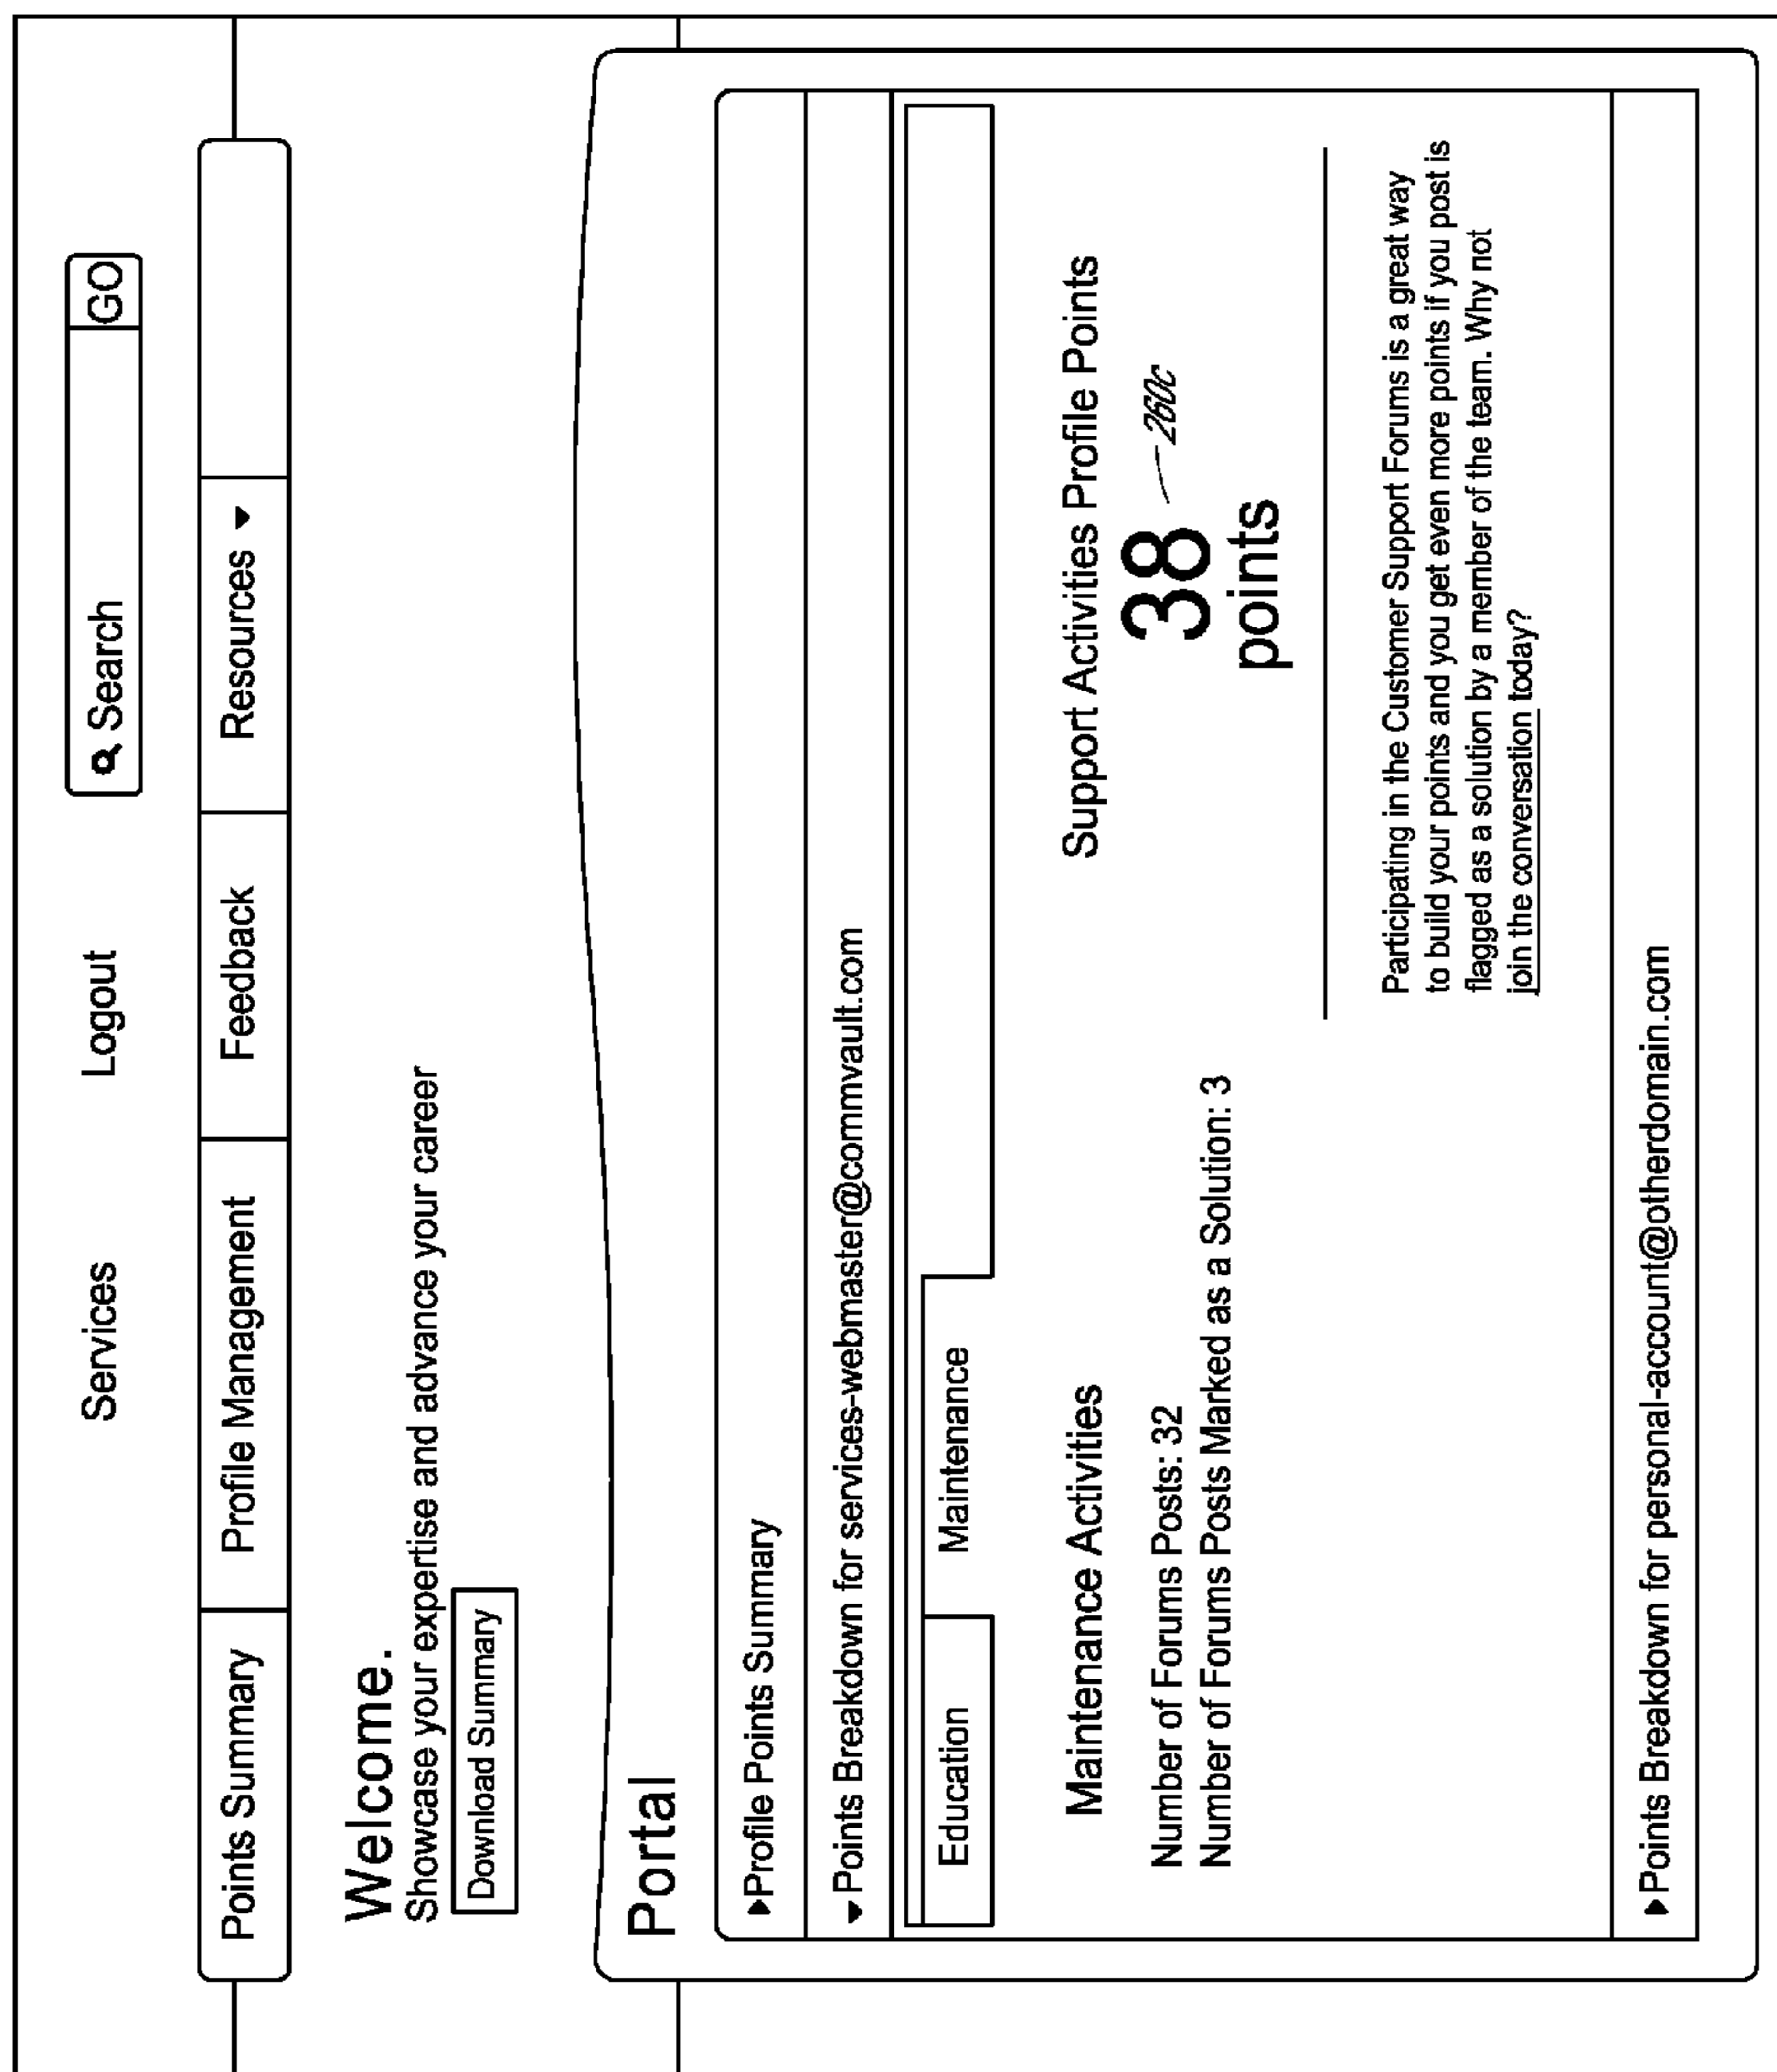 Services
Logout
Search
GO
Points Summary
Profile Management
Feedback
Resources
Welcome.
Showcase your expertise and advance your career
Download Summary
Portal
Profile Points Summary
Points Breakdown for services-webmaster@commvault.com
Education
Maintenance
Maintenance Activities
Number of Forums Posts: 32
Number of Forums Posts Marked as a Solution: 3
Support Activities Profile Points
38
260c
points
Participating in the Customer Support Forums is a great way
to build your points and you get even more points if you post is
flagged as a solution by a member of the team. Why not
join the conversation today?
Points Breakdown for personal-account@otherdomain.com